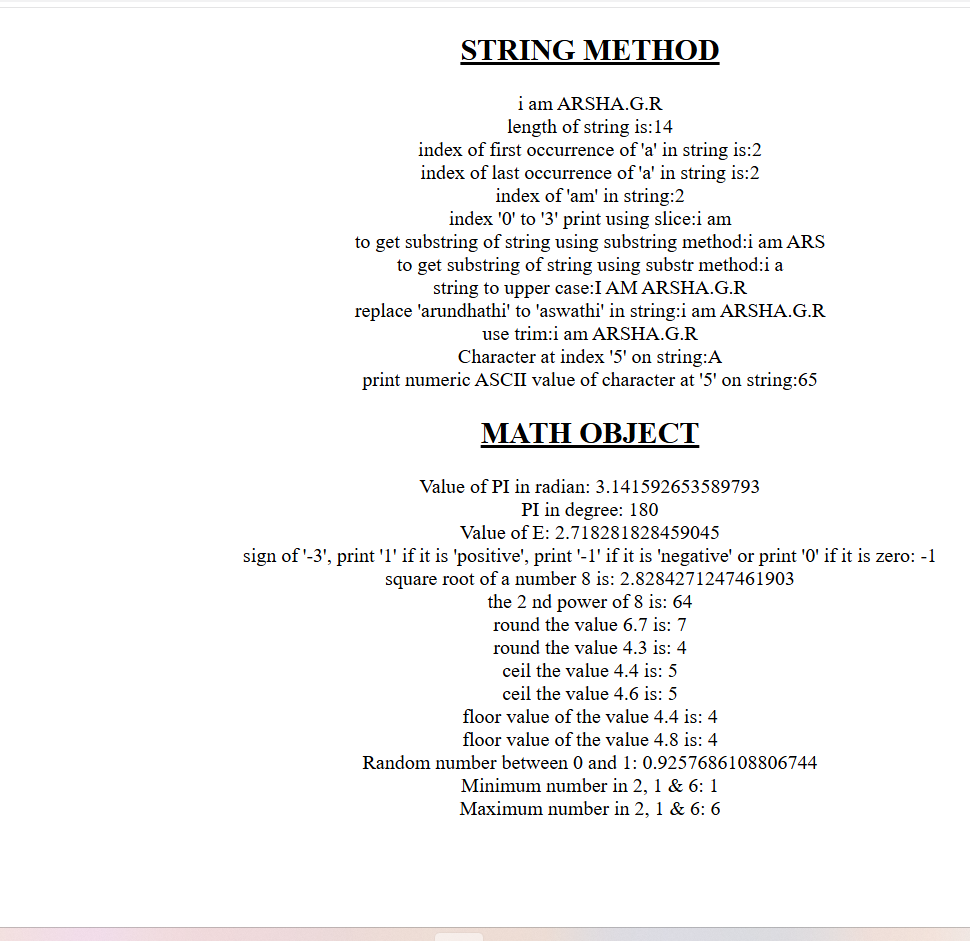 STRING METHOD
i am ARSHA.G.R
length of string is:14
index of first occurrence of 'a' in string is:2
index of last occurrence of 'a' in string is:2
index of 'am' in string:2
index '0' to '3' print using slice:i am
to get substring of string using substring method:i am ARS
to get substring of string using substr method:i a
string to upper case:I AM ARSHA.G.R
replace 'arundhathi' to 'aswathi' in string:i am ARSHA.G.R
use trim:i am ARSHA.G.R
Character at index '5' on string:A
print numeric ASCII value of character at '5' on string:65
MATH OBJECT
Value of PI in radian: 3.141592653589793
PI in degree: 180
Value of E: 2.718281828459045
sign of '-3', print '1' if it is 'positive', print '-1' if it is 'negative' or print '0' if it is zero: -1
square root of a number 8 is: 2.8284271247461903
the 2 nd power of 8 is: 64
round the value 6.7 is: 7
round the value 4.3 is: 4
ceil the value 4.4 is: 5
ceil the value 4.6 is: 5
floor value of the value 4.4 is: 4
floor value of the value 4.8 is: 4
Random number between 0 and 1: 0.9257686108806744
Minimum number in 2, 1 & 6: 1
Maximum number in 2, 1 & 6: 6